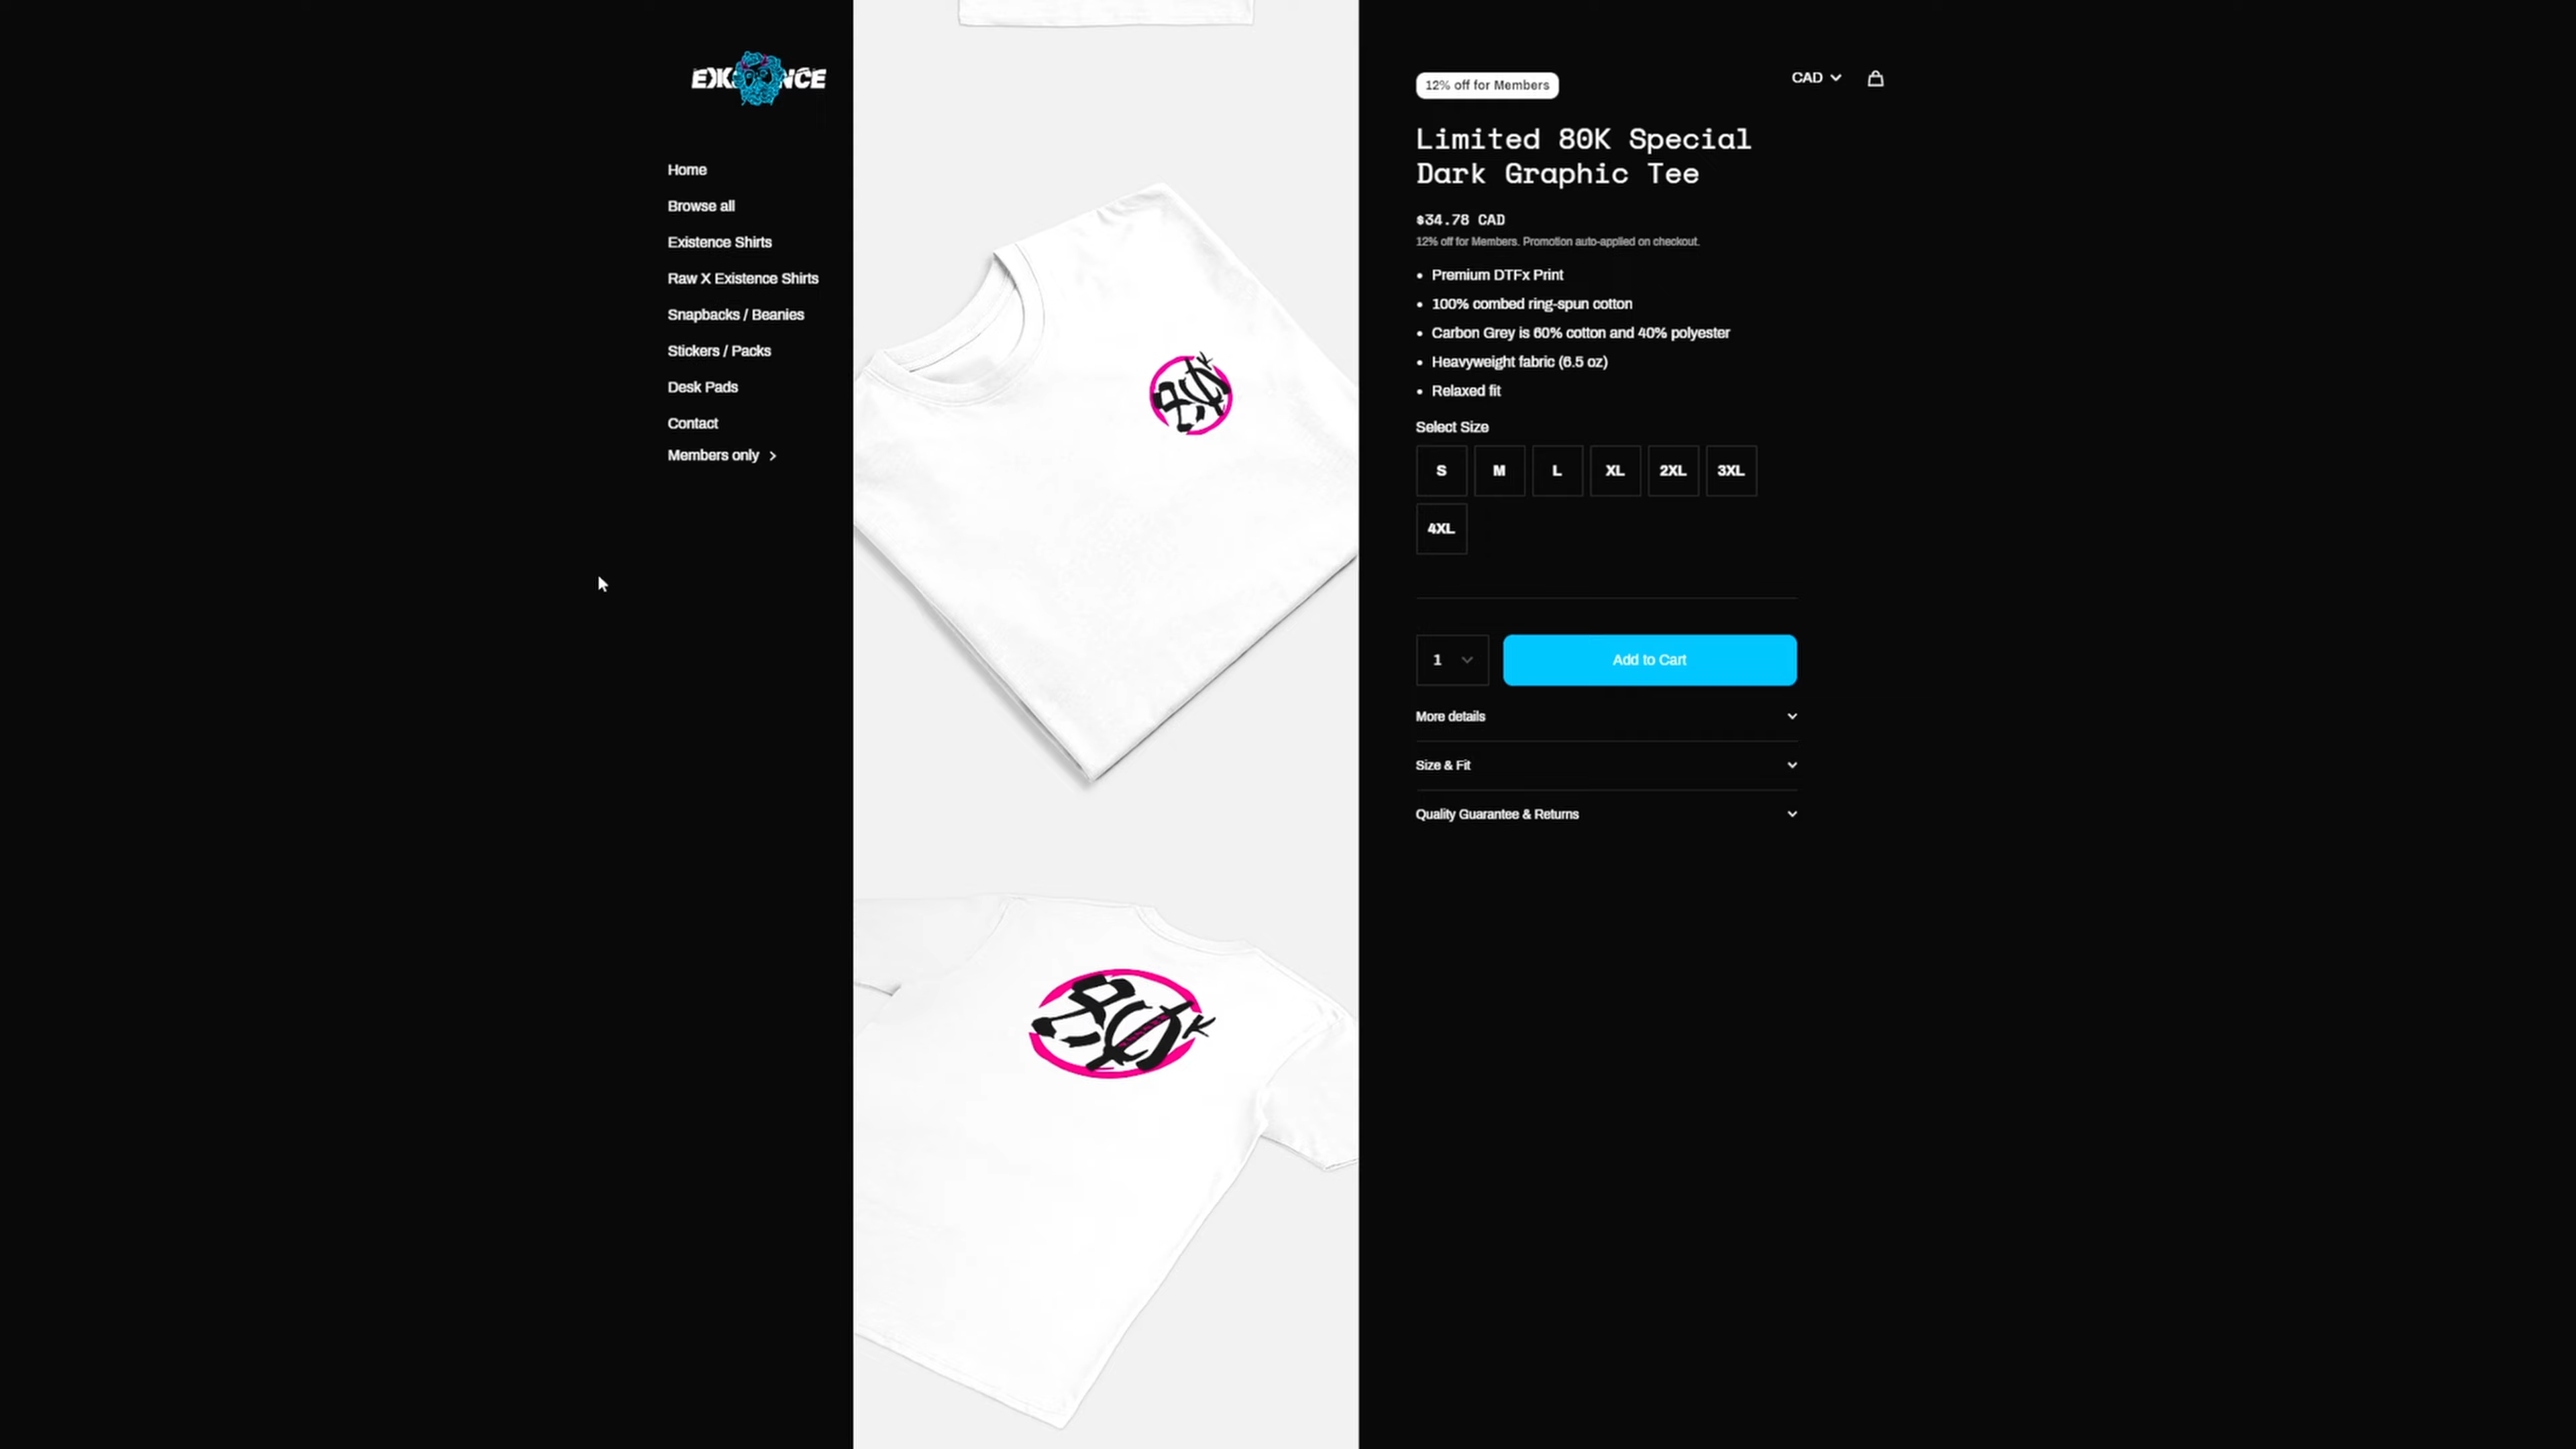 Home
Browse all
Existence Shirts
Raw X Existence Shirts
Snapbacks / Beanies
Stickers / Packs
Desk Pads
Contact
Members only
80K
80K
12% off for Members
CAD
Limited 80K Special
Dark Graphic Tee
$34.78 CAD
12% off for Members. Promotion auto-applied on checkout.
Premium DTFx Print
100% combed ring-spun cotton
Carbon Grey is 60% cotton and 40% polyester
Heavyweight fabric (6.5 oz)
Relaxed fit
Select Size
S M L XL 2XL 3XL
4XL
1 Add to Cart
More details
Size & Fit
Quality Guarantee & Returns